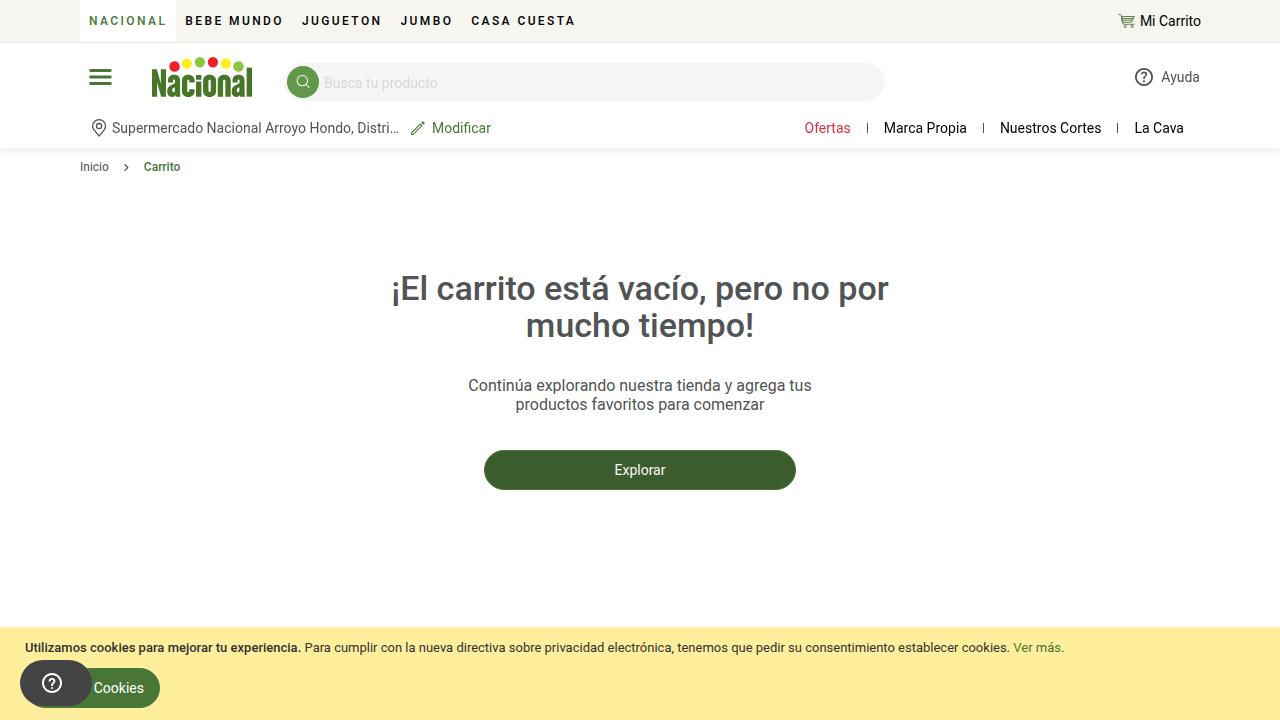 NACIONAL BEBE MUNDO JUGUETON JUMBO CASA CUESTA Mi Carrito
Nacional Busca tu producto Ayuda
Supermercado Nacional Arroyo Hondo, Distri... Modificar Ofertas Marca Propia Nuestros Cortes La Cava
Inicio Carrito
¡El carrito está vacío, pero no por
mucho tiempo!
Continúa explorando nuestra tienda y agrega tus
productos favoritos para comenzar
Explorar
Utilizamos cookies para mejorar tu experiencia. Para cumplir con la nueva directiva sobre privacidad electrónica, tenemos que pedir su consentimiento establecer cookies. Ver más.
Cookies